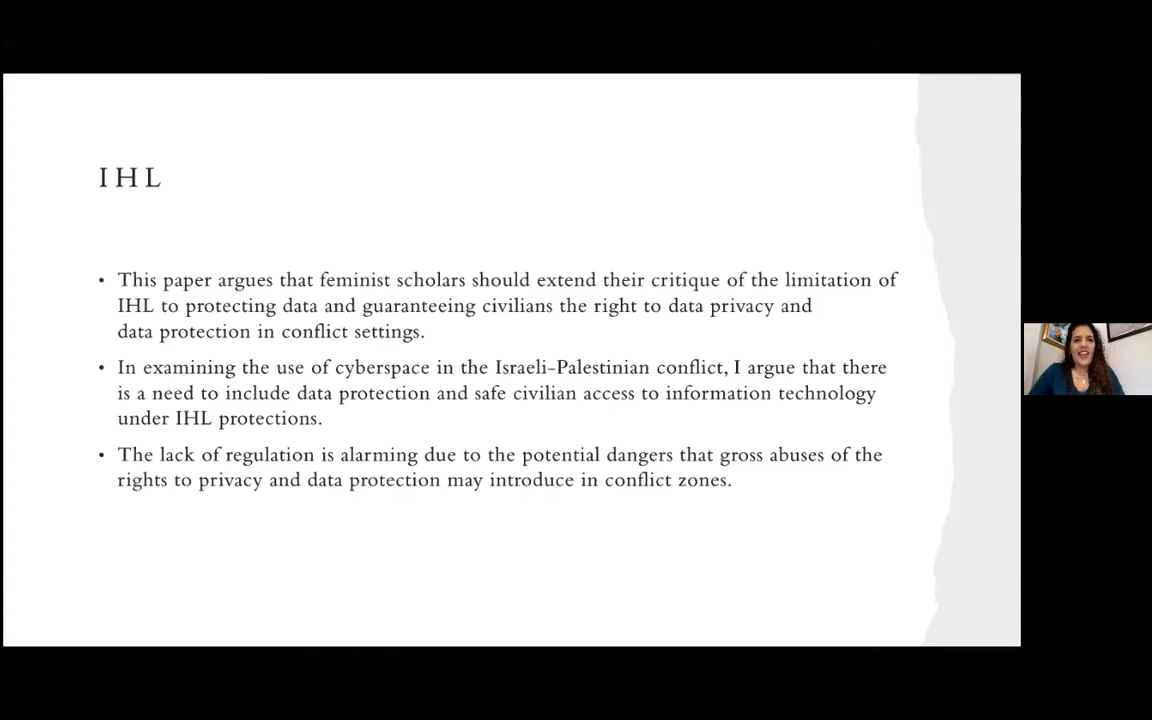 IHL
• This paper argues that feminist scholars should extend their critique of the limitation of
IHL to protecting data and guaranteeing civilians the right to data privacy and
data protection in conflict settings.
• In examining the use of cyberspace in the Israeli-Palestinian conflict, I argue that there
is a need to include data protection and safe civilian access to information technology
under IHL protections.
• The lack of regulation is alarming due to the potential dangers that gross abuses of the
rights to privacy and data protection may introduce in conflict zones.